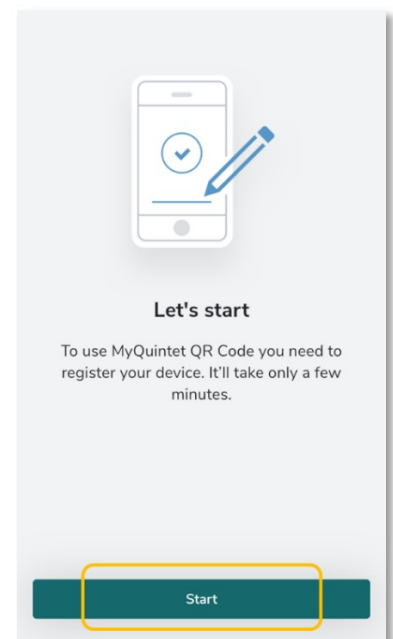 Let's start
To use MyQuintet QR Code you need to
register your device. It'll take only a few
minutes.
Start